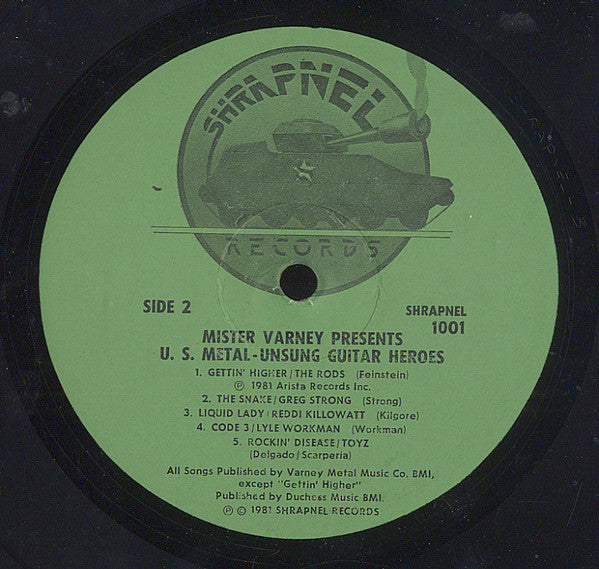 SHRAPNEL
RECORDS
SIDE 2
SHRAPNEL
1001
MISTER VARNEY PRESENTS
U. S. METAL-UNSUNG GUITAR HEROES
1. GETTIN' HIGHER/THE RODS (Feinstein)
℗ 1981 Arista Records Inc.
2. THE SNAKE/GREG STRONG (Strong)
3. LIQUID LADY/REDDI KILLOWATT (Kilgore)
4. CODE 3/LYLE WORKMAN (Workman)
5. ROCKIN' DISEASE/TOYZ
(Delgado/Scarperia)
All Songs Published by Varney Metal Music Co. BMI,
except "Gettin' Higher"
Published by Duchess Music BMI.
℗ © 1981 SHRAPNEL RECORDS